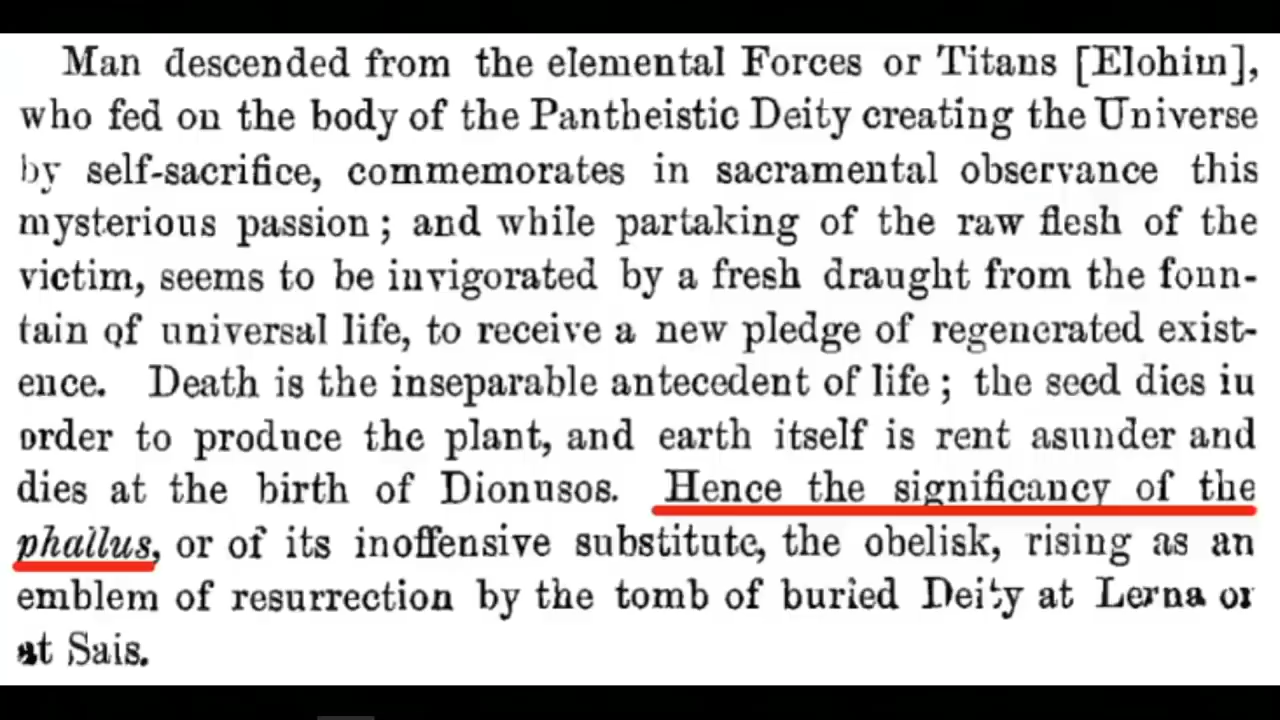 Man descended from the elemental Forces or Titans [Elohim],
who fed on the body of the Pantheistic Deity creating the Universe
by self-sacrifice, commemorates in sacramental observance this
mysterious passion; and while partaking of the raw flesh of the
victim, seems to be invigorated by a fresh draught from the foun-
tain of universal life, to receive a new pledge of regenerated exist-
ence. Death is the inseparable antecedent of life; the seed dies in
order to produce the plant, and earth itself is rent asunder and
dies at the birth of Dionusos. Hence the significancy of the
phallus, or of its inoffensive substitute, the obelisk, rising as an
emblem of resurrection by the tomb of buried Deity at Lerna or
at Sais.